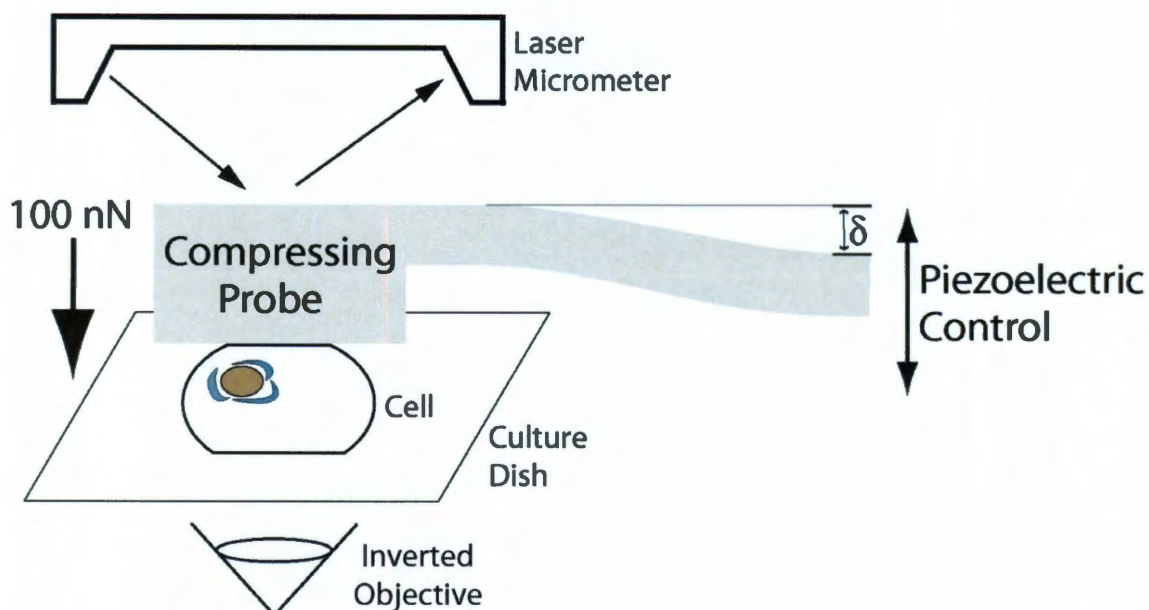 Laser
Micrometer
100 nN
δ
Compressing
Probe
Piezoelectric
Control
Cell
Culture
Dish
Inverted
Objective